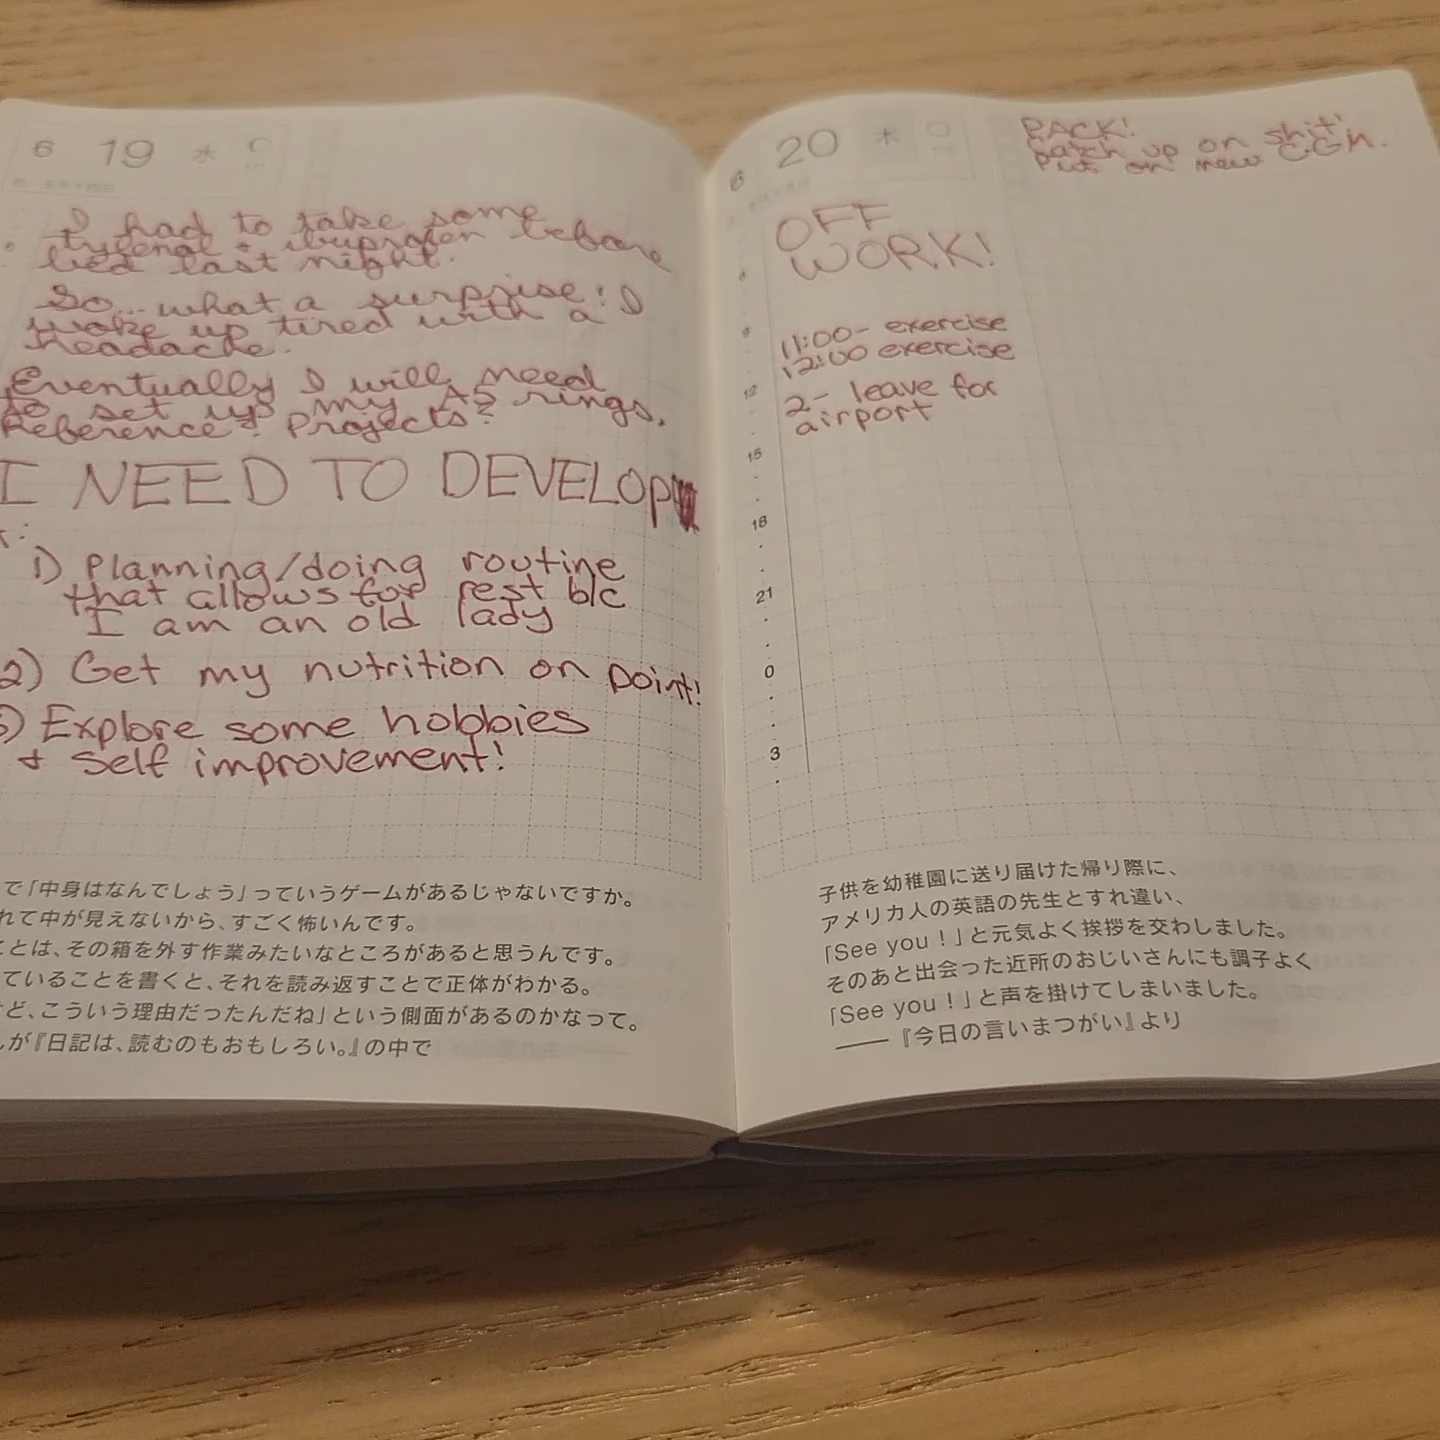 6 19 水
I had to take some
tylenol + ibuprofen before
bed last night.
So... what a surprise! I
woke up tired with a
headache.
Eventually I will need
to set up my A5 rings.
Reference? Projects?
I NEED TO DEVELOP
1) Planning/doing routine
that allows for rest b/c
I am an old lady
2) Get my nutrition on point!
3) Explore some hobbies
+ self improvement!
で「中身はなんでしょう」っていうゲームがあるじゃないですか。
れて中が見えないから、すごく怖いんです。
ことは、その箱を外す作業みたいなところがあると思うんです。
ていることを書くと、それを読み返すことで正体がわかる。
けど、こういう理由だったんだね」という側面があるのかなって。
んが『日記は、読むのもおもしろい。』の中で
6 20 木
PACK!
catch up on shit!
put on new CGM.
OFF
WORK!
11:00- exercise
12:00 exercise
2- leave for
airport
6
9
12
15
18
21
0
3
子供を幼稚園に送り届けた帰り際に、
アメリカ人の英語の先生とすれ違い、
「See you！」と元気よく挨拶を交わしました。
そのあと出会った近所のおじいさんにも調子よく
「See you！」と声を掛けてしまいました。
——『今日の言いまつがい』より